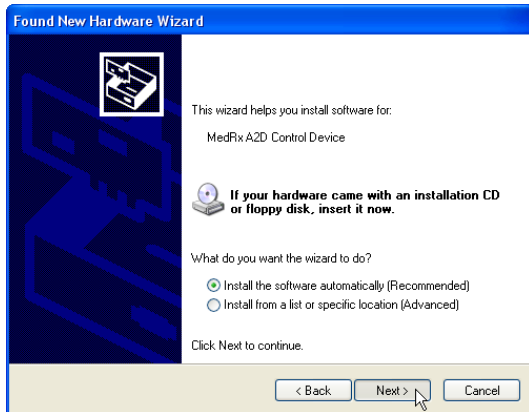 Found New Hardware Wizard
This wizard helps you install software for:
MedRx A2D Control Device
If your hardware came with an installation CD
or floppy disk, insert it now.
What do you want the wizard to do?
Install the software automatically (Recommended)
Install from a list or specific location (Advanced)
Click Next to continue.
< Back Next > Cancel